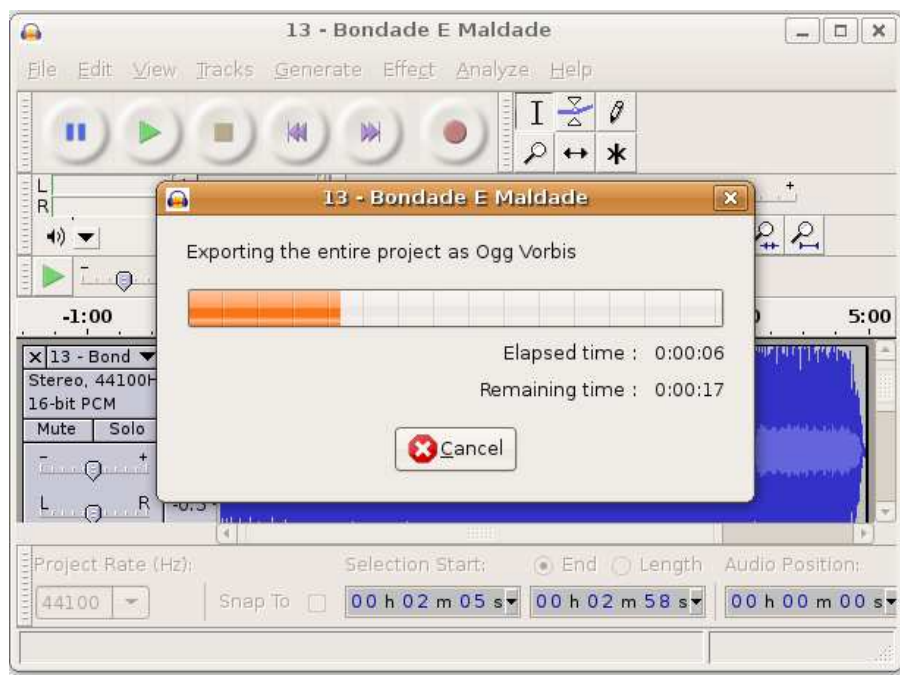 13 - Bondade E Maldade
File Edit View Tracks Generate Effect Analyze Help
L
R
13 - Bondade E Maldade
Exporting the entire project as Ogg Vorbis
Elapsed time : 0:00:06
Remaining time : 0:00:17
Cancel
-1:00 5:00
13 - Bond
Stereo, 44100H
16-bit PCM
Mute Solo
- +
L R -0.5
Project Rate (Hz): Selection Start: End Length Audio Position:
44100 Snap To 00 h 02 m 05 s 00 h 02 m 58 s 00 h 00 m 00 s